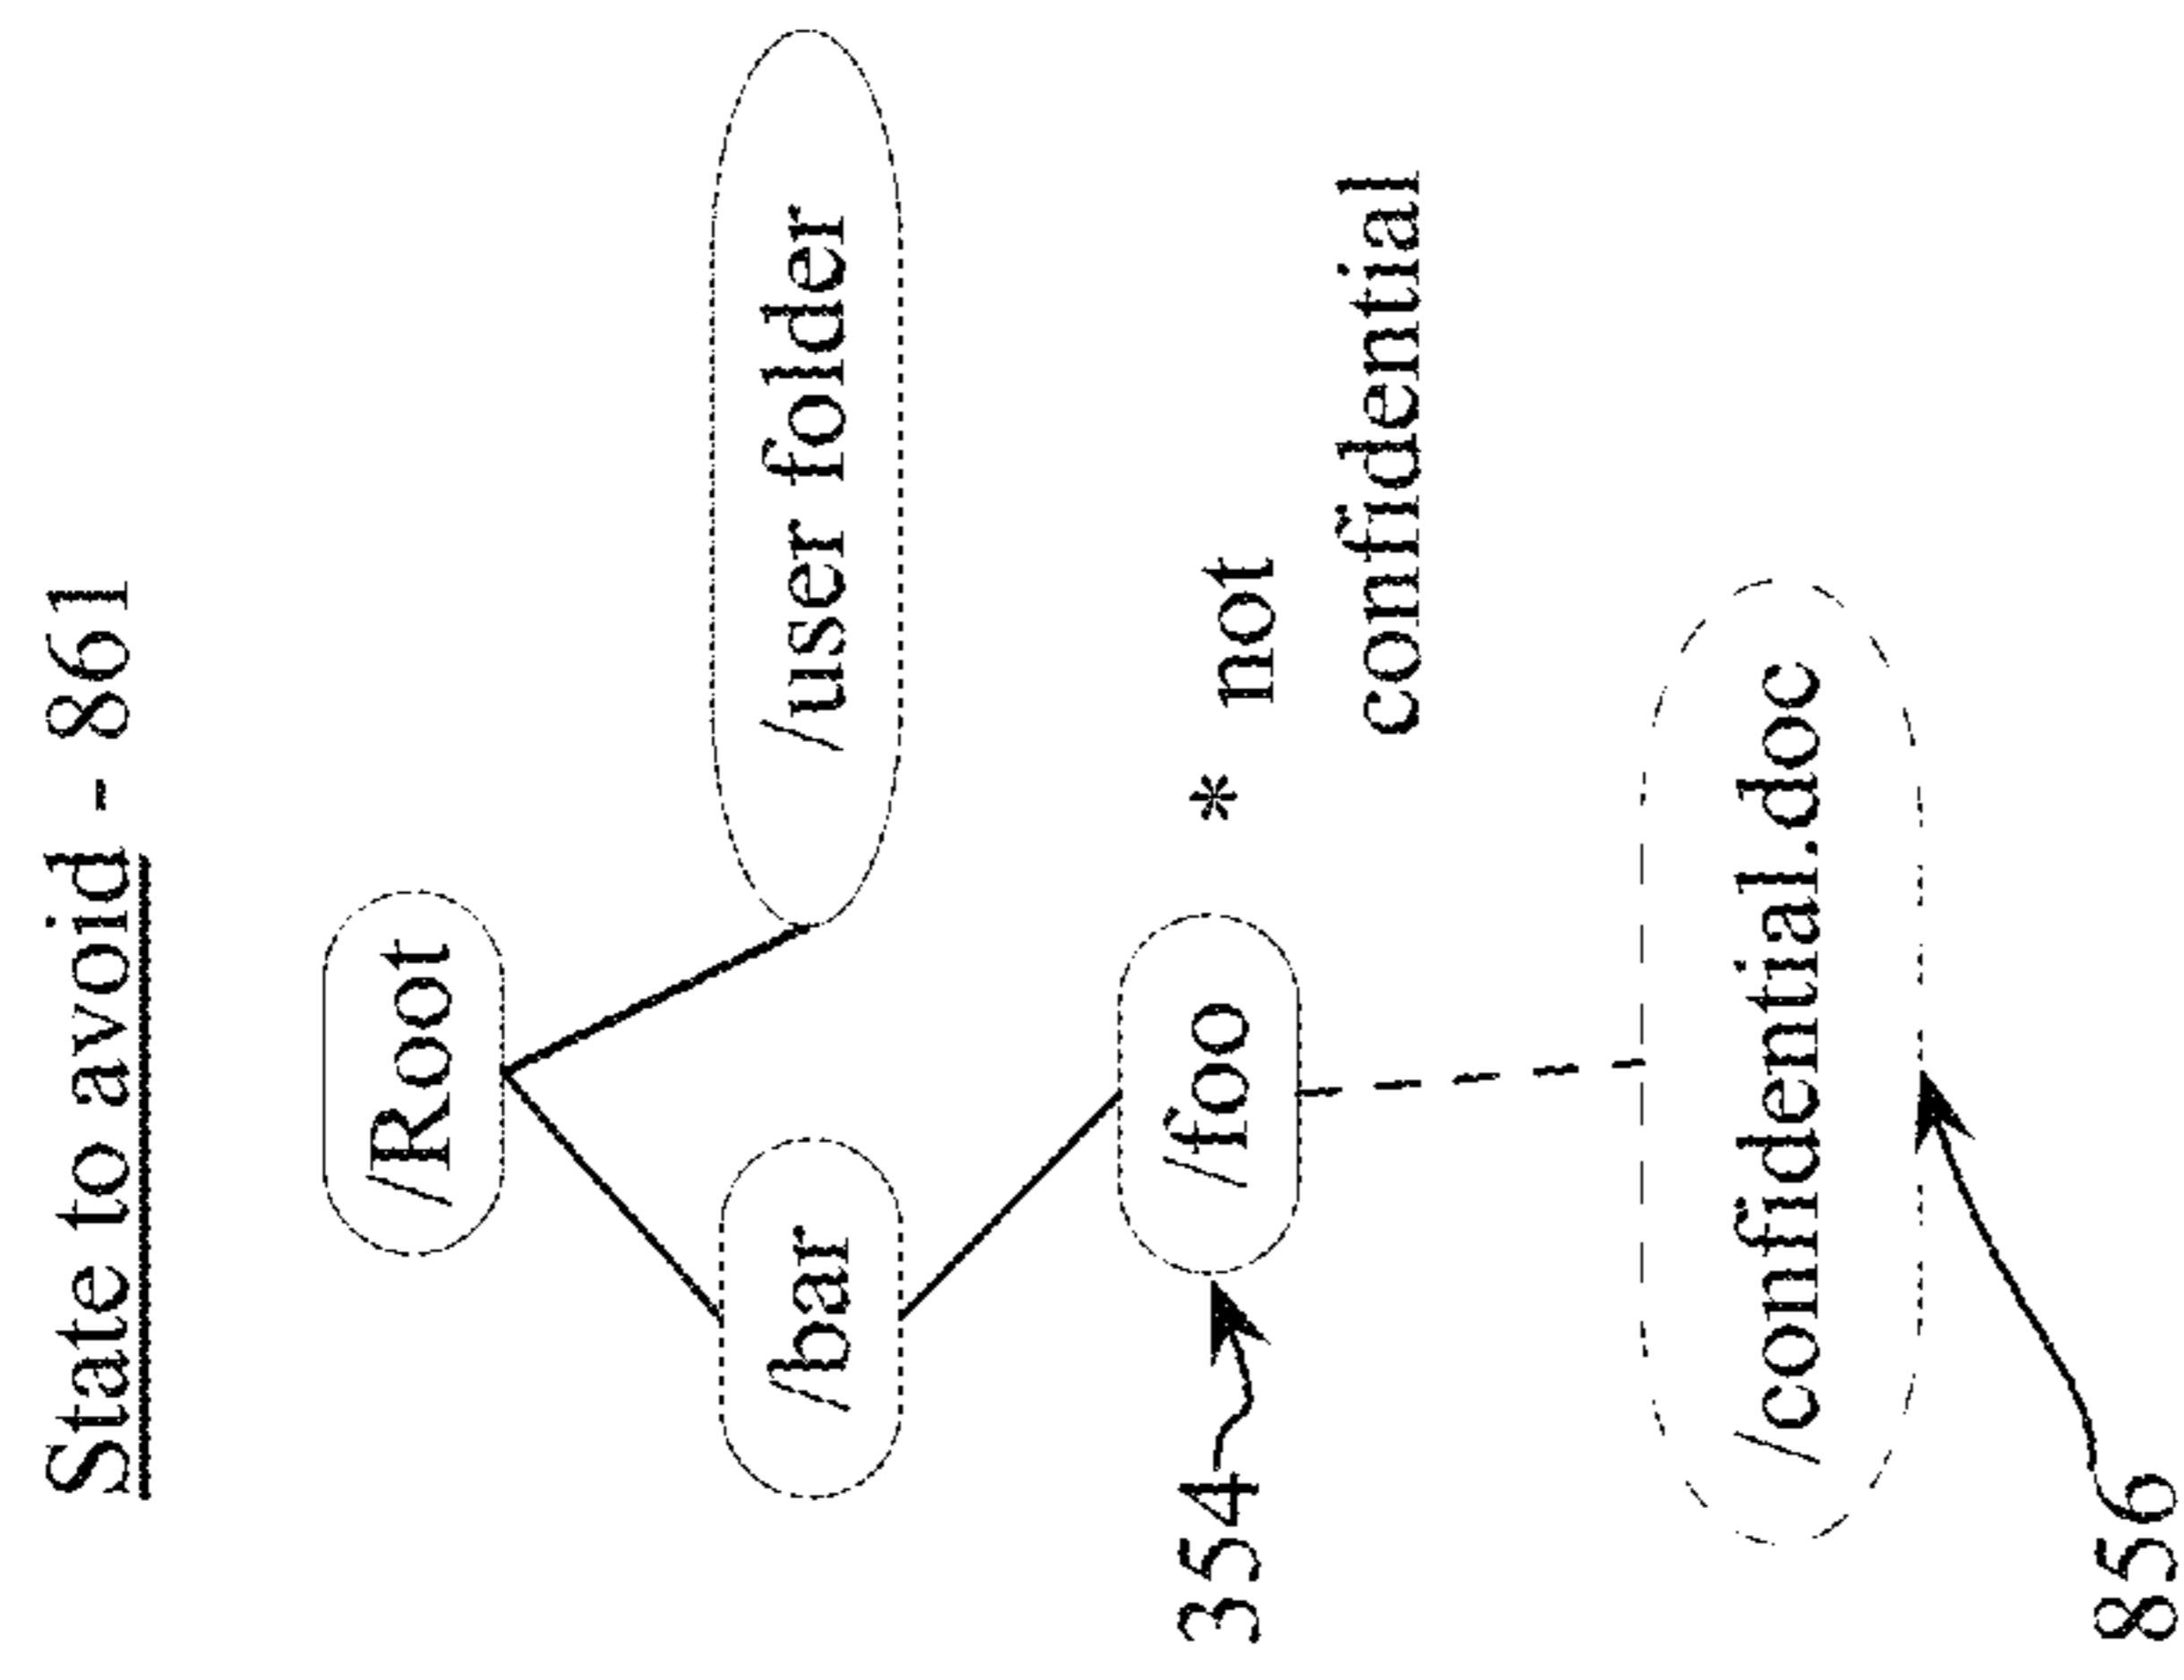 State to avoid - 861
/Root
/bar
/user folder
354
/foo
* not
confidential
/confidential.doc
856